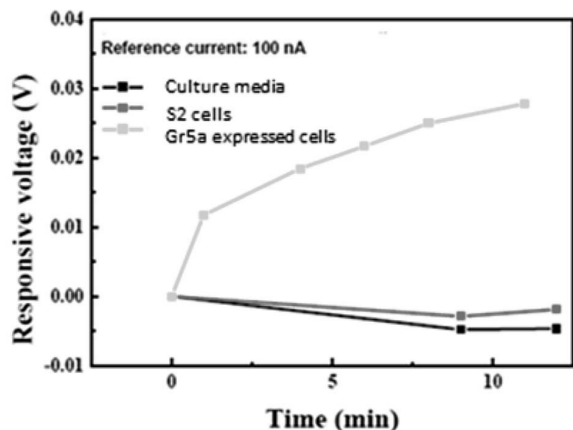 0.04
Reference current: 100 nA
Culture media
S2 cells
Gr5a expressed cells
0.03
0.02
0.01
0.00
-0.01
Responsive voltage (V)
0
5
10
Time (min)